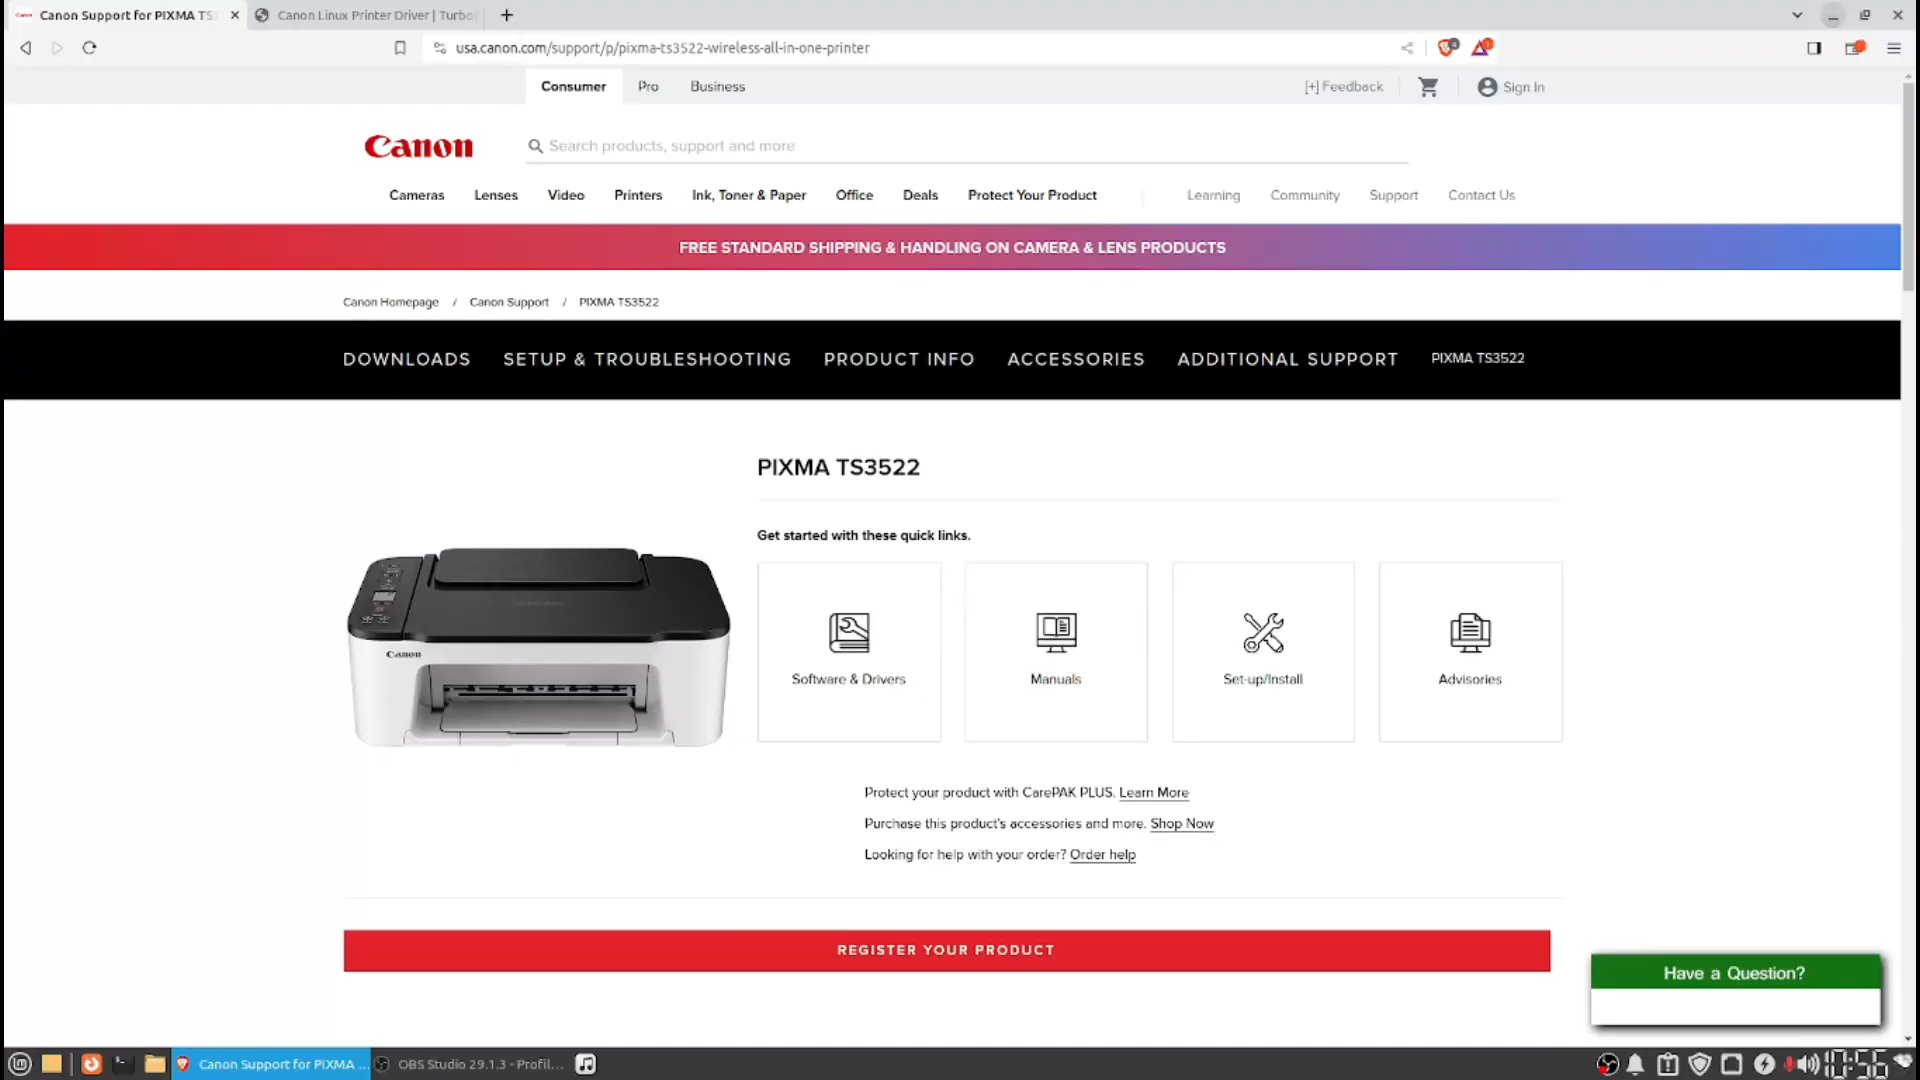 Canon Support for PIXMA TS
Canon Linux Printer Driver | Turbo
usa.canon.com/support/p/pixma-ts3522-wireless-all-in-one-printer
Consumer
Pro
Business
[+] Feedback
Sign In
Canon
Search products, support and more
Cameras
Lenses
Video
Printers
Ink, Toner & Paper
Office
Deals
Protect Your Product
Learning
Community
Support
Contact Us
FREE STANDARD SHIPPING & HANDLING ON CAMERA & LENS PRODUCTS
Canon Homepage / Canon Support / PIXMA TS3522
DOWNLOADS
SETUP & TROUBLESHOOTING
PRODUCT INFO
ACCESSORIES
ADDITIONAL SUPPORT
PIXMA TS3522
PIXMA TS3522
Get started with these quick links.
Canon
Software & Drivers
Manuals
Set-up/Install
Advisories
Protect your product with CarePAK PLUS. Learn More
Purchase this product's accessories and more. Shop Now
Looking for help with your order? Order help
REGISTER YOUR PRODUCT
Have a Question?
Canon Support for PIXMA ...
OBS Studio 29.1.3 - Profil...
10:56